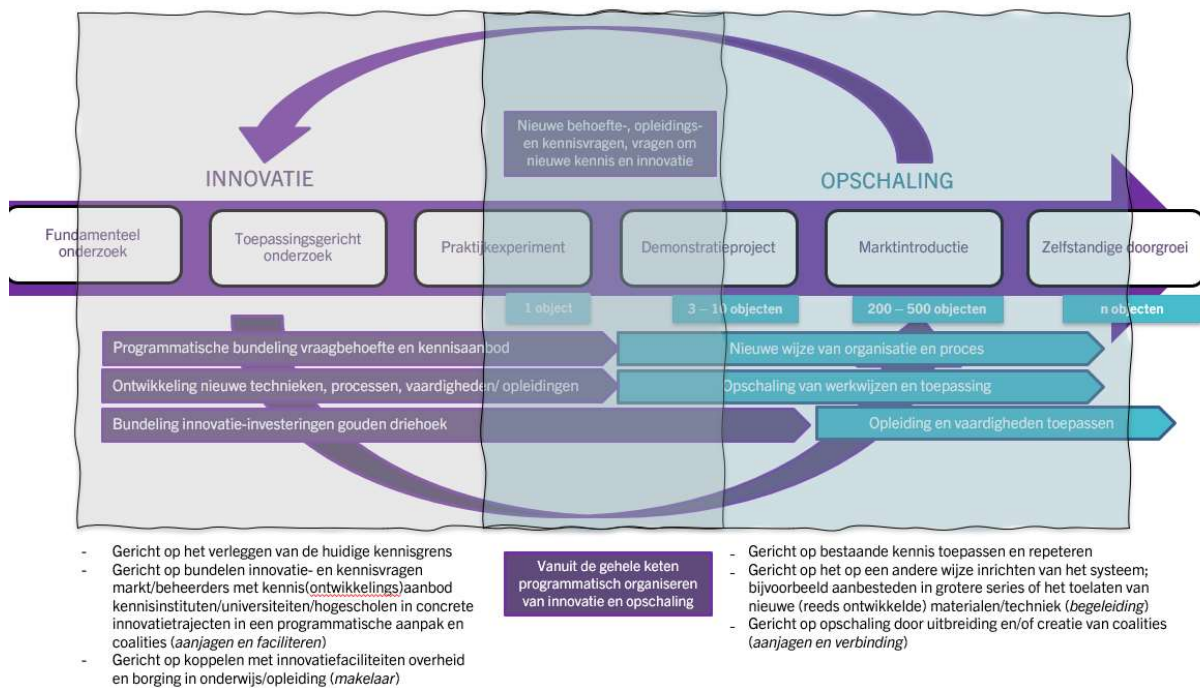 Nieuwe behoefte-, opleidings-
en kennisvragen, vragen om
nieuwe kennis en innovatie
INNOVATIE
OPSCHALING
Fundamenteel
onderzoek
Toepassingsgericht
onderzoek
Praktijkexperiment
Demonstratieproject
Marktintroductie
Zelfstandige doorgroei
1 object
3 – 10 objecten
200 – 500 objecten
n objecten
Programmatische bundeling vraagbehoefte en kennisaanbod
Nieuwe wijze van organisatie en proces
Ontwikkeling nieuwe technieken, processen, vaardigheden/ opleidingen
Opschaling van werkwijzen en toepassing
Bundeling innovatie-investeringen gouden driehoek
Opleiding en vaardigheden toepassen
- Gericht op het verleggen van de huidige kennisgrens
- Gericht op bundelen innovatie- en kennisvragen
markt/beheerders met kennis(ontwikkelings)aanbod
kennisinstituten/universiteiten/hogescholen in concrete
innovatietrajecten in een programmatische aanpak en
coalities (aanjagen en faciliteren)
- Gericht op koppelen met innovatiefaciliteiten overheid
en borging in onderwijs/opleiding (makelaar)
Vanuit de gehele keten
programmatisch organiseren
van innovatie en opschaling
- Gericht op bestaande kennis toepassen en repeteren
- Gericht op het op een andere wijze inrichten van het systeem;
bijvoorbeeld aanbesteden in grotere series of het toelaten van
nieuwe (reeds ontwikkelde) materialen/techniek (begeleiding)
- Gericht op opschaling door uitbreiding en/of creatie van coalities
(aanjagen en verbinding)